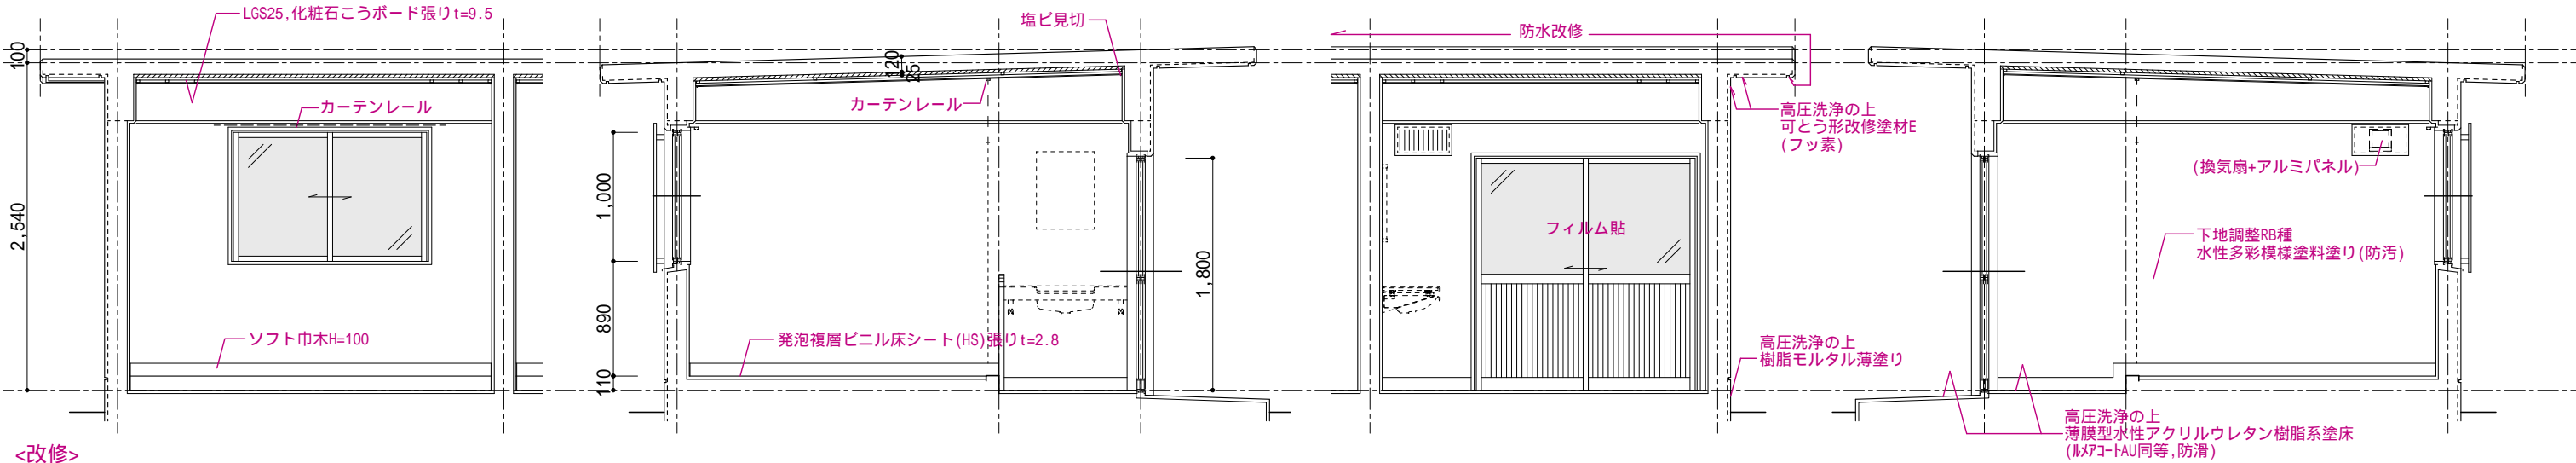 LGS25,化粧石こうボード張りt=9.5
カーテンレール
100
2,540
ソフト巾木H=100
<改修>
塩ビ見切
120
25
カーテンレール
1,000
890
110
1,800
発泡複層ビニル床シート(HS)張りt=2.8
防水改修
高圧洗浄の上
可とう形改修塗材E
(フッ素)
フィルム貼
高圧洗浄の上
樹脂モルタル薄塗り
(換気扇+アルミパネル)
下地調整RB種
水性多彩模様塗料塗り(防汚)
高圧洗浄の上
薄膜型水性アクリルウレタン樹脂系塗床
(ルメアコートAU同等,防滑)